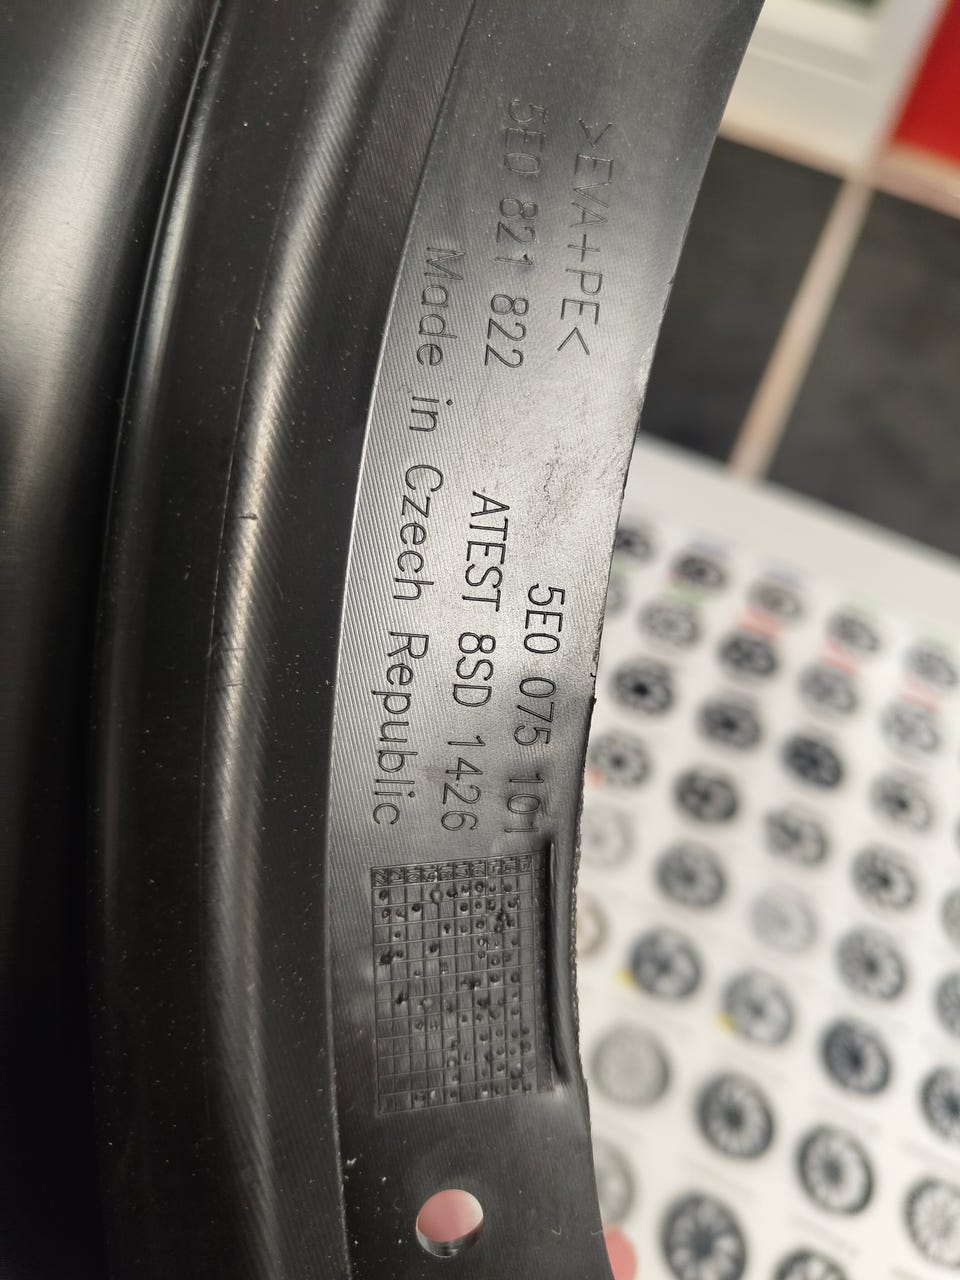 >EVA+PE<
5E0 821 822
5E0 075 101
ATEST 8SD 1426
Made in Czech Republic